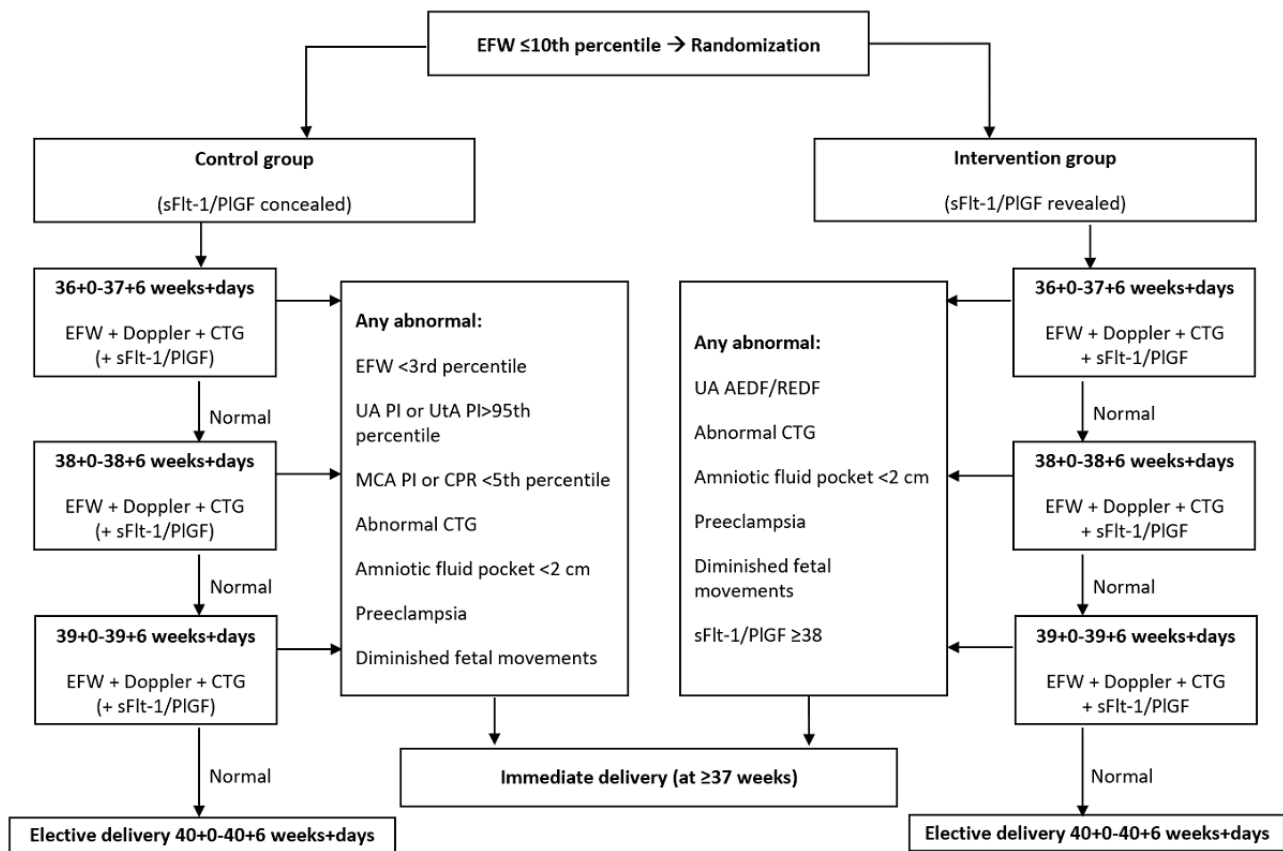 EFW ≤10th percentile → Randomization
Control group
(sFlt-1/PlGF concealed)
Intervention group
(sFlt-1/PlGF revealed)
36+0-37+6 weeks+days
EFW + Doppler + CTG
(+ sFlt-1/PlGF)
Normal
38+0-38+6 weeks+days
EFW + Doppler + CTG
(+ sFlt-1/PlGF)
Normal
39+0-39+6 weeks+days
EFW + Doppler + CTG
(+ sFlt-1/PlGF)
Normal
Elective delivery 40+0-40+6 weeks+days
Any abnormal:
EFW <3rd percentile
UA PI or UtA PI>95th
percentile
MCA PI or CPR <5th percentile
Abnormal CTG
Amniotic fluid pocket <2 cm
Preeclampsia
Diminished fetal movements
Any abnormal:
UA AEDF/REDF
Abnormal CTG
Amniotic fluid pocket <2 cm
Preeclampsia
Diminished fetal
movements
sFlt-1/PlGF ≥38
Immediate delivery (at ≥37 weeks)
36+0-37+6 weeks+days
EFW + Doppler + CTG
+ sFlt-1/PlGF
Normal
38+0-38+6 weeks+days
EFW + Doppler + CTG
+ sFlt-1/PlGF
Normal
39+0-39+6 weeks+days
EFW + Doppler + CTG
+ sFlt-1/PlGF
Normal
Elective delivery 40+0-40+6 weeks+days